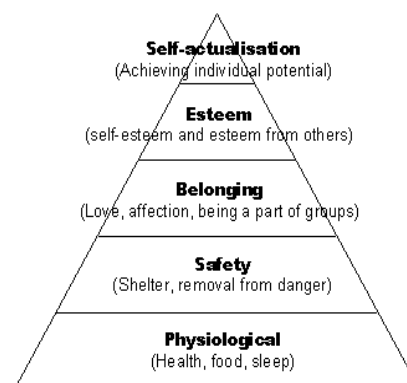 Self-actualisation
(Achieving individual potential)
Esteem
(self-esteem and esteem from others)
Belonging
(Love, affection, being a part of groups)
Safety
(Shelter, removal from danger)
Physiological
(Health, food, sleep)